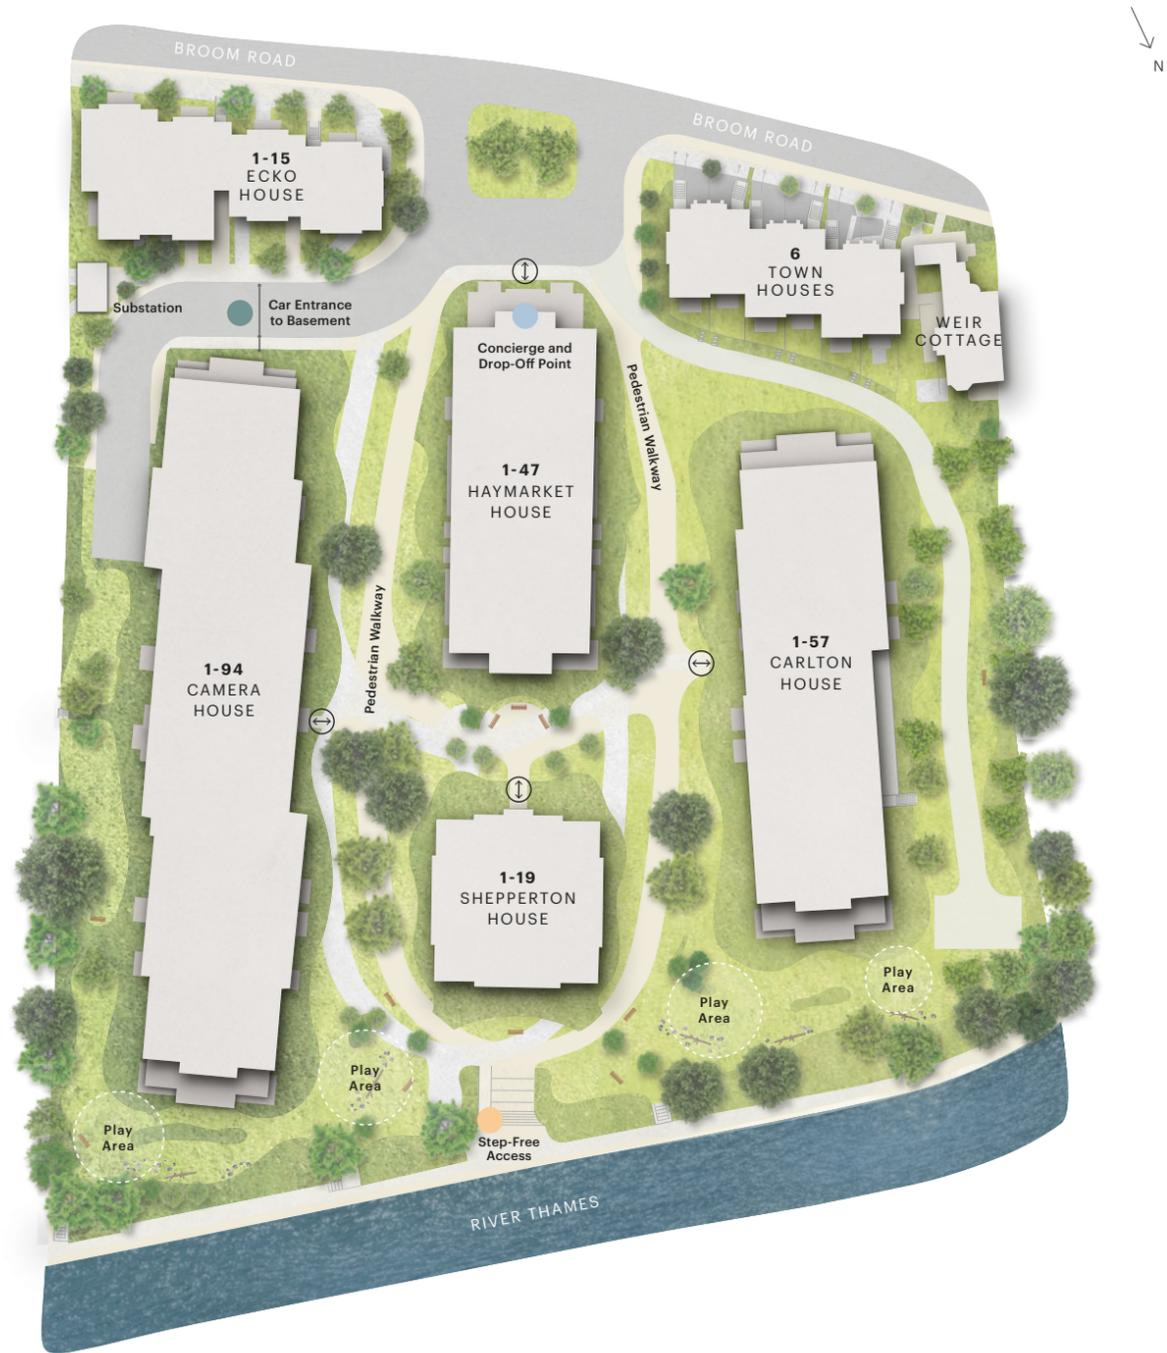 N
BROOM ROAD
BROOM ROAD
1-15
ECKO
HOUSE
6
TOWN
HOUSES
Substation
Car Entrance
to Basement
WEIR
COTTAGE
Concierge and
Drop-Off Point
Pedestrian Walkway
1-47
HAYMARKET
HOUSE
Pedestrian Walkway
1-94
CAMERA
HOUSE
1-57
CARLTON
HOUSE
1-19
SHEPPERTON
HOUSE
Play
Area
Play
Area
Play
Area
Play
Area
Step-Free
Access
RIVER THAMES